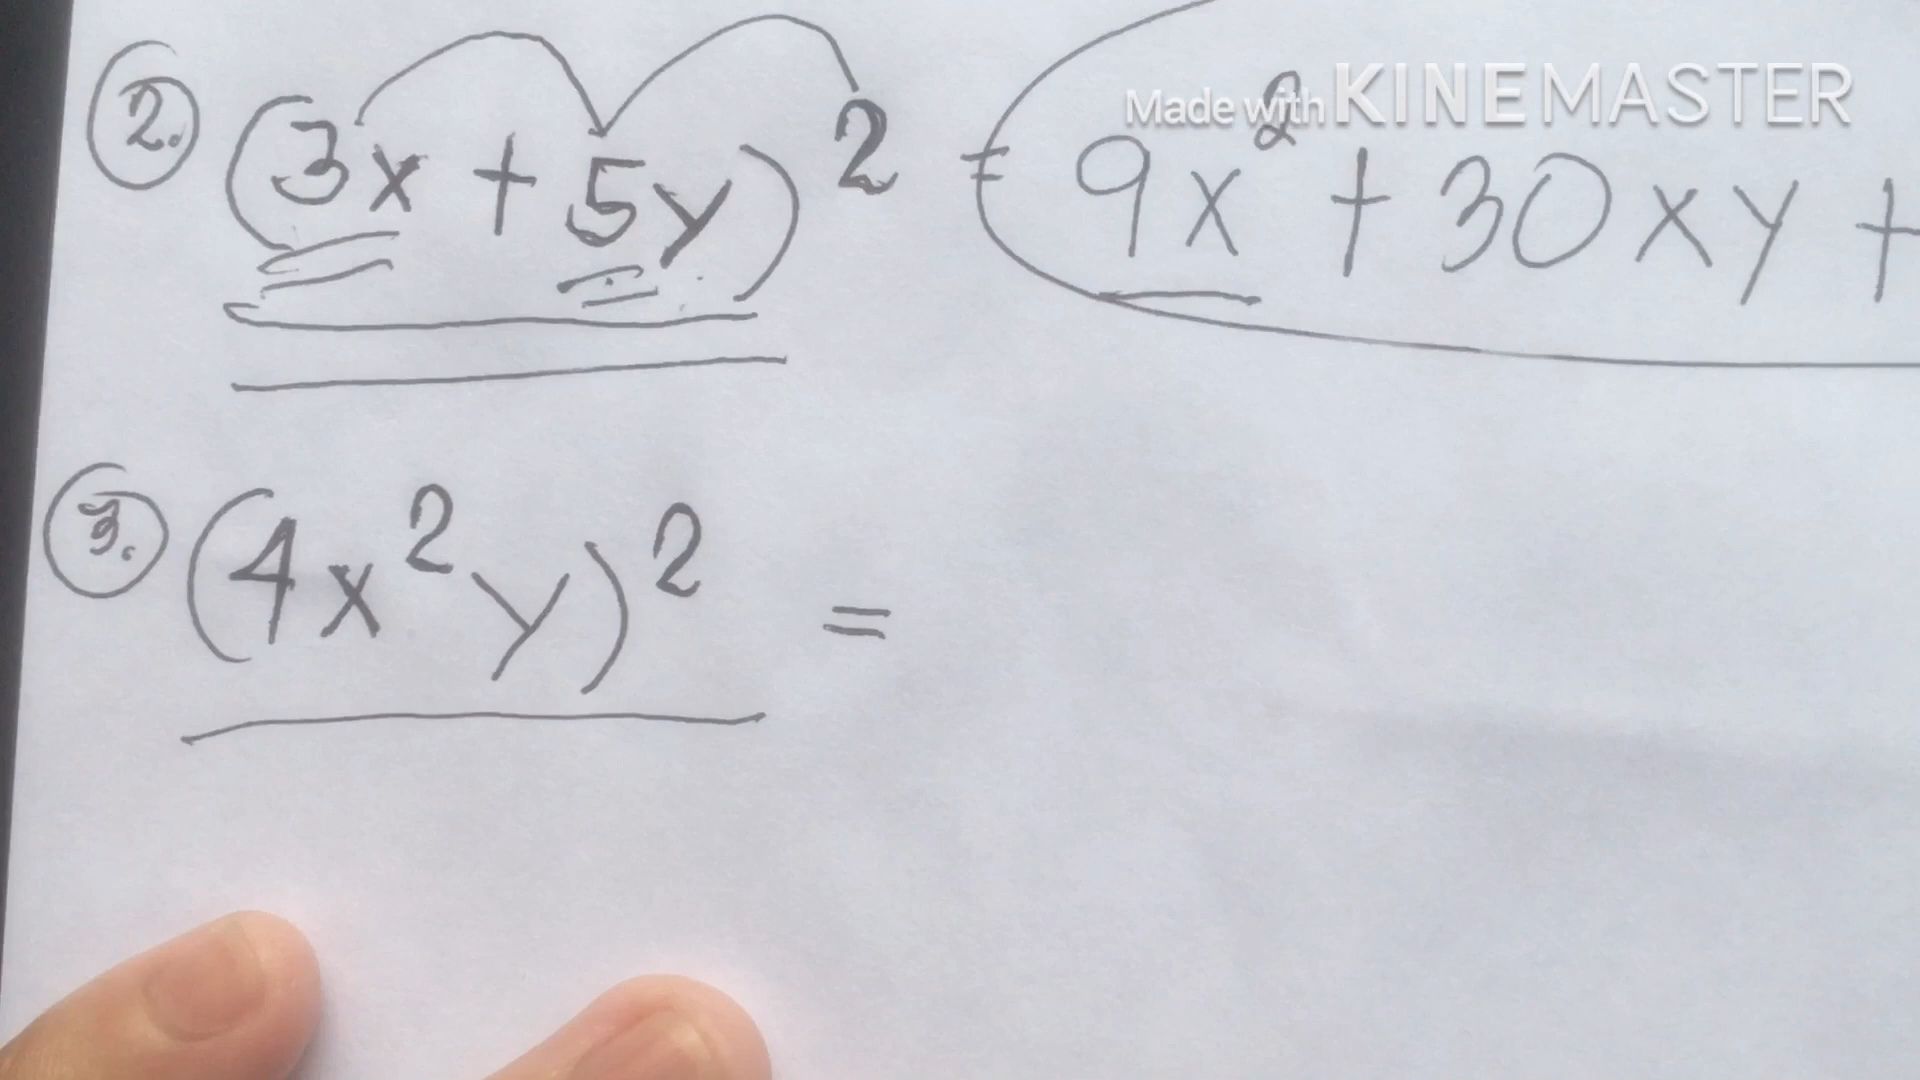 Made with KINEMASTER
2. (3x + 5y)² = 9x² + 30xy +
3. (4x²y)² =